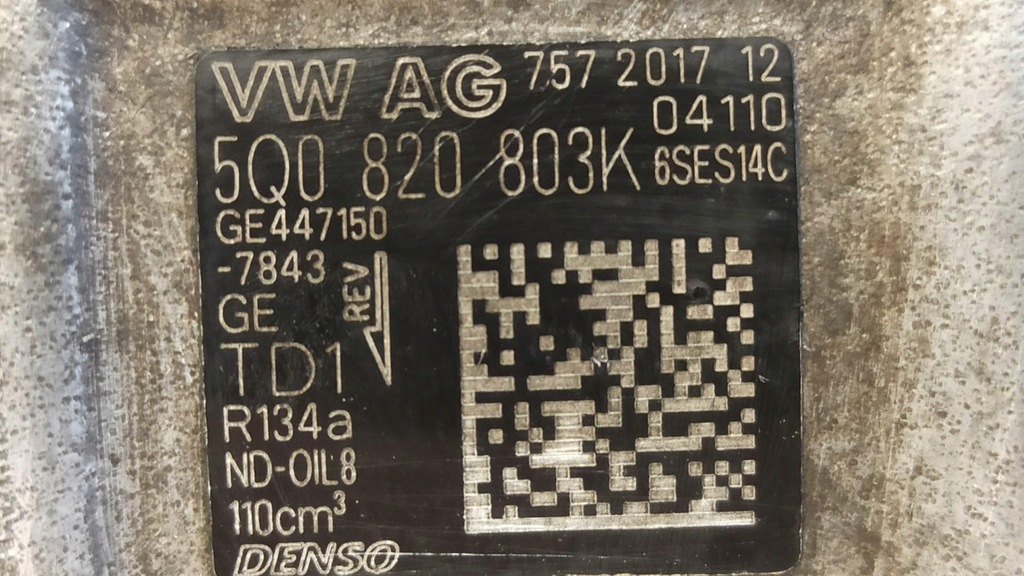 VW AG 757 2017 12
04110
5Q0 820 803K 6SES14C
GE447150
-7843
REV
GE
TD1
R134a
ND-OIL8
110cm³
DENSO